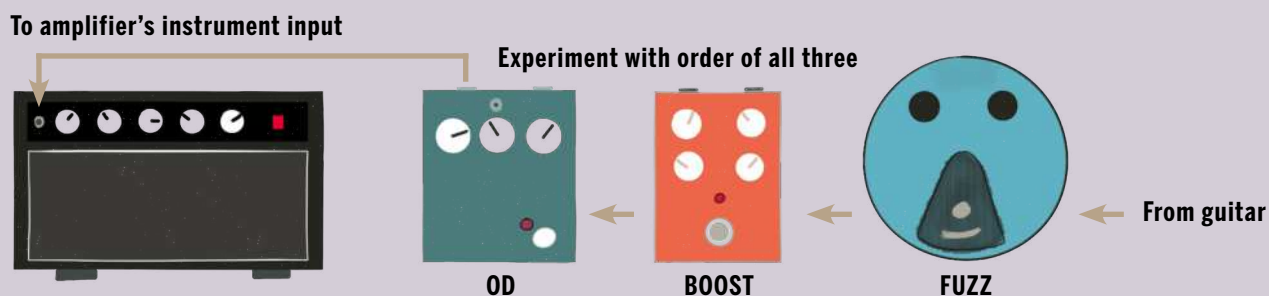 To amplifier’s instrument input
Experiment with order of all three
From guitar
OD
BOOST
FUZZ